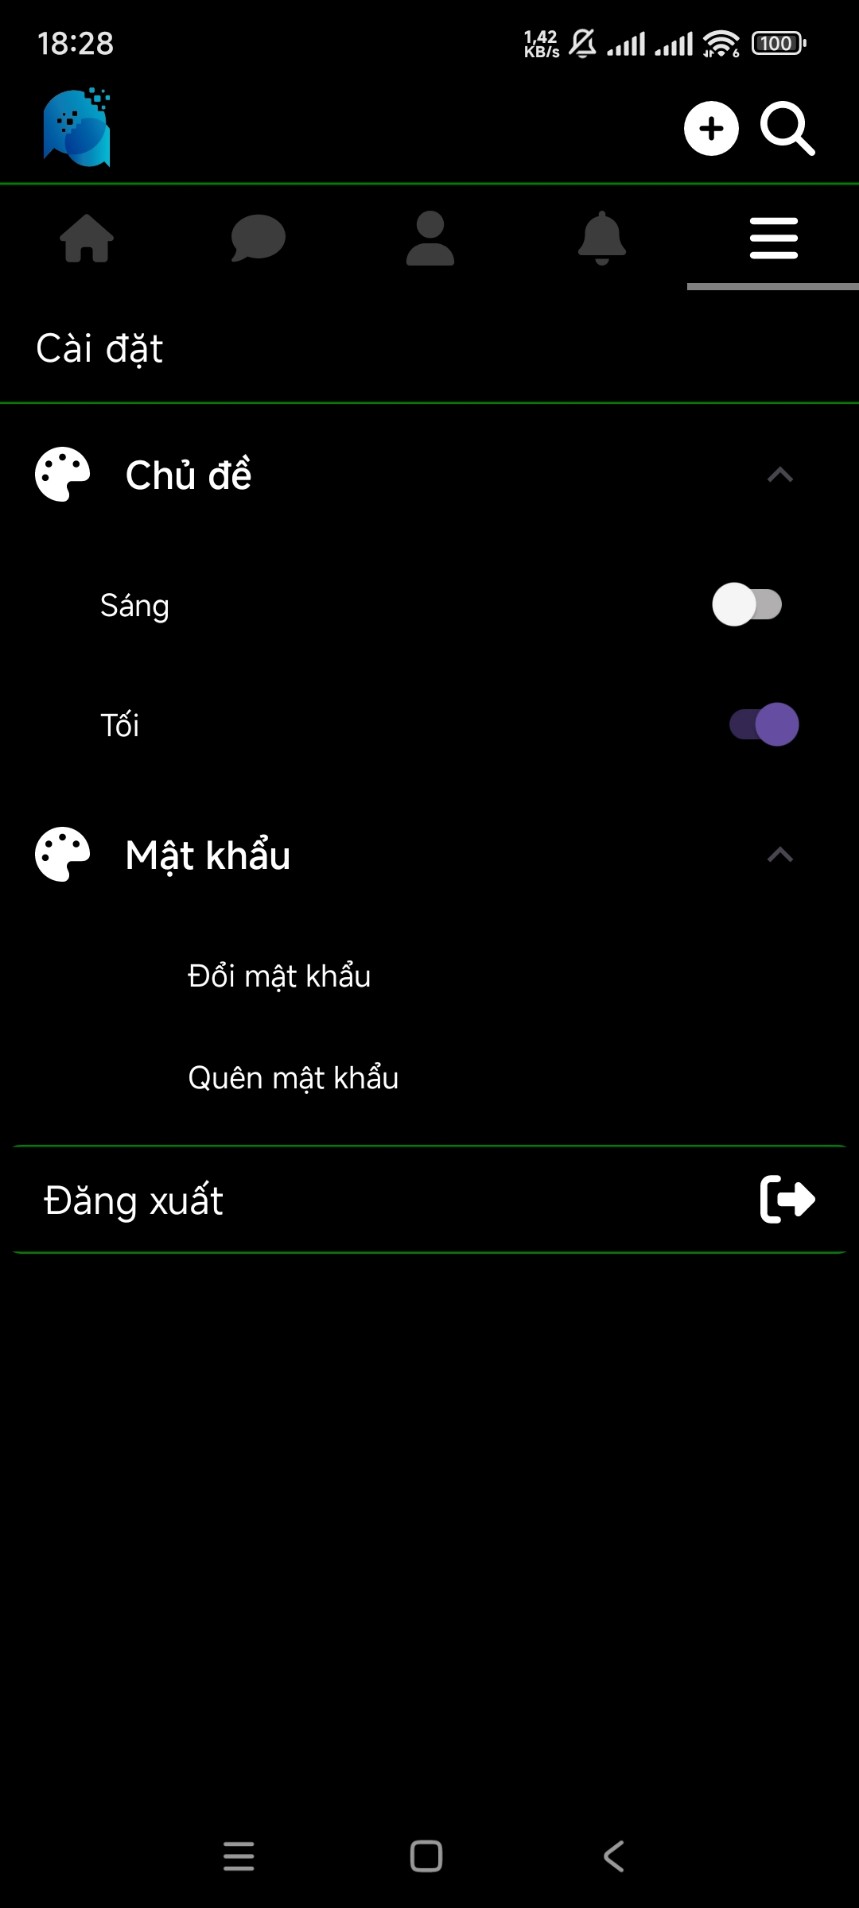 18:28
1,42
KB/s
6
100
Cài đặt
Chủ đề
Sáng
Tối
Mật khẩu
Đổi mật khẩu
Quên mật khẩu
Đăng xuất